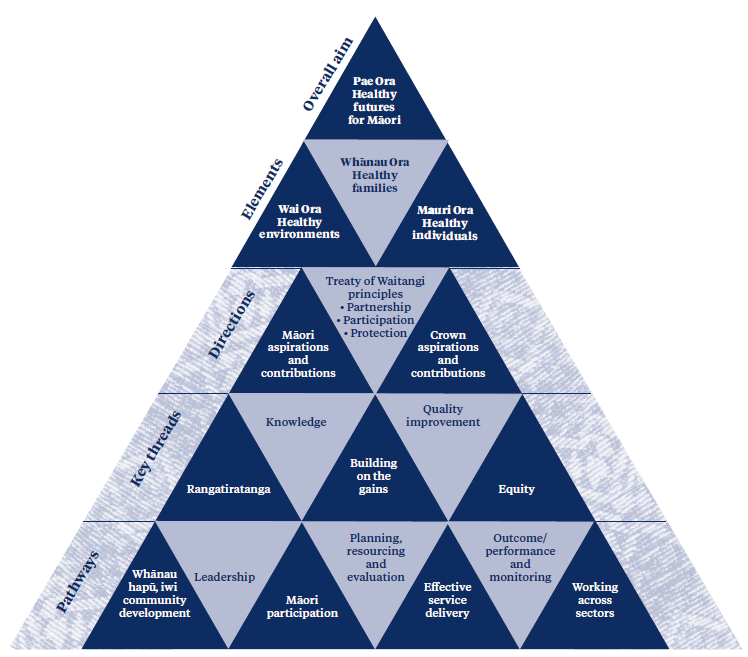 Overall aim
Pae Ora
Healthy
futures
for Māori
Elements
Whānau Ora
Healthy
families
Wai Ora
Healthy
environments
Mauri Ora
Healthy
individuals
Directions
Treaty of Waitangi
principles
• Partnership
• Participation
• Protection
Māori
aspirations
and
contributions
Crown
aspirations
and
contributions
Key threads
Knowledge
Quality
improvement
Rangatiratanga
Building
on the
gains
Equity
Pathways
Whānau
hapū, iwi
community
development
Leadership
Māori
participation
Planning,
resourcing
and
evaluation
Effective
service
delivery
Outcome/
performance
and
monitoring
Working
across
sectors